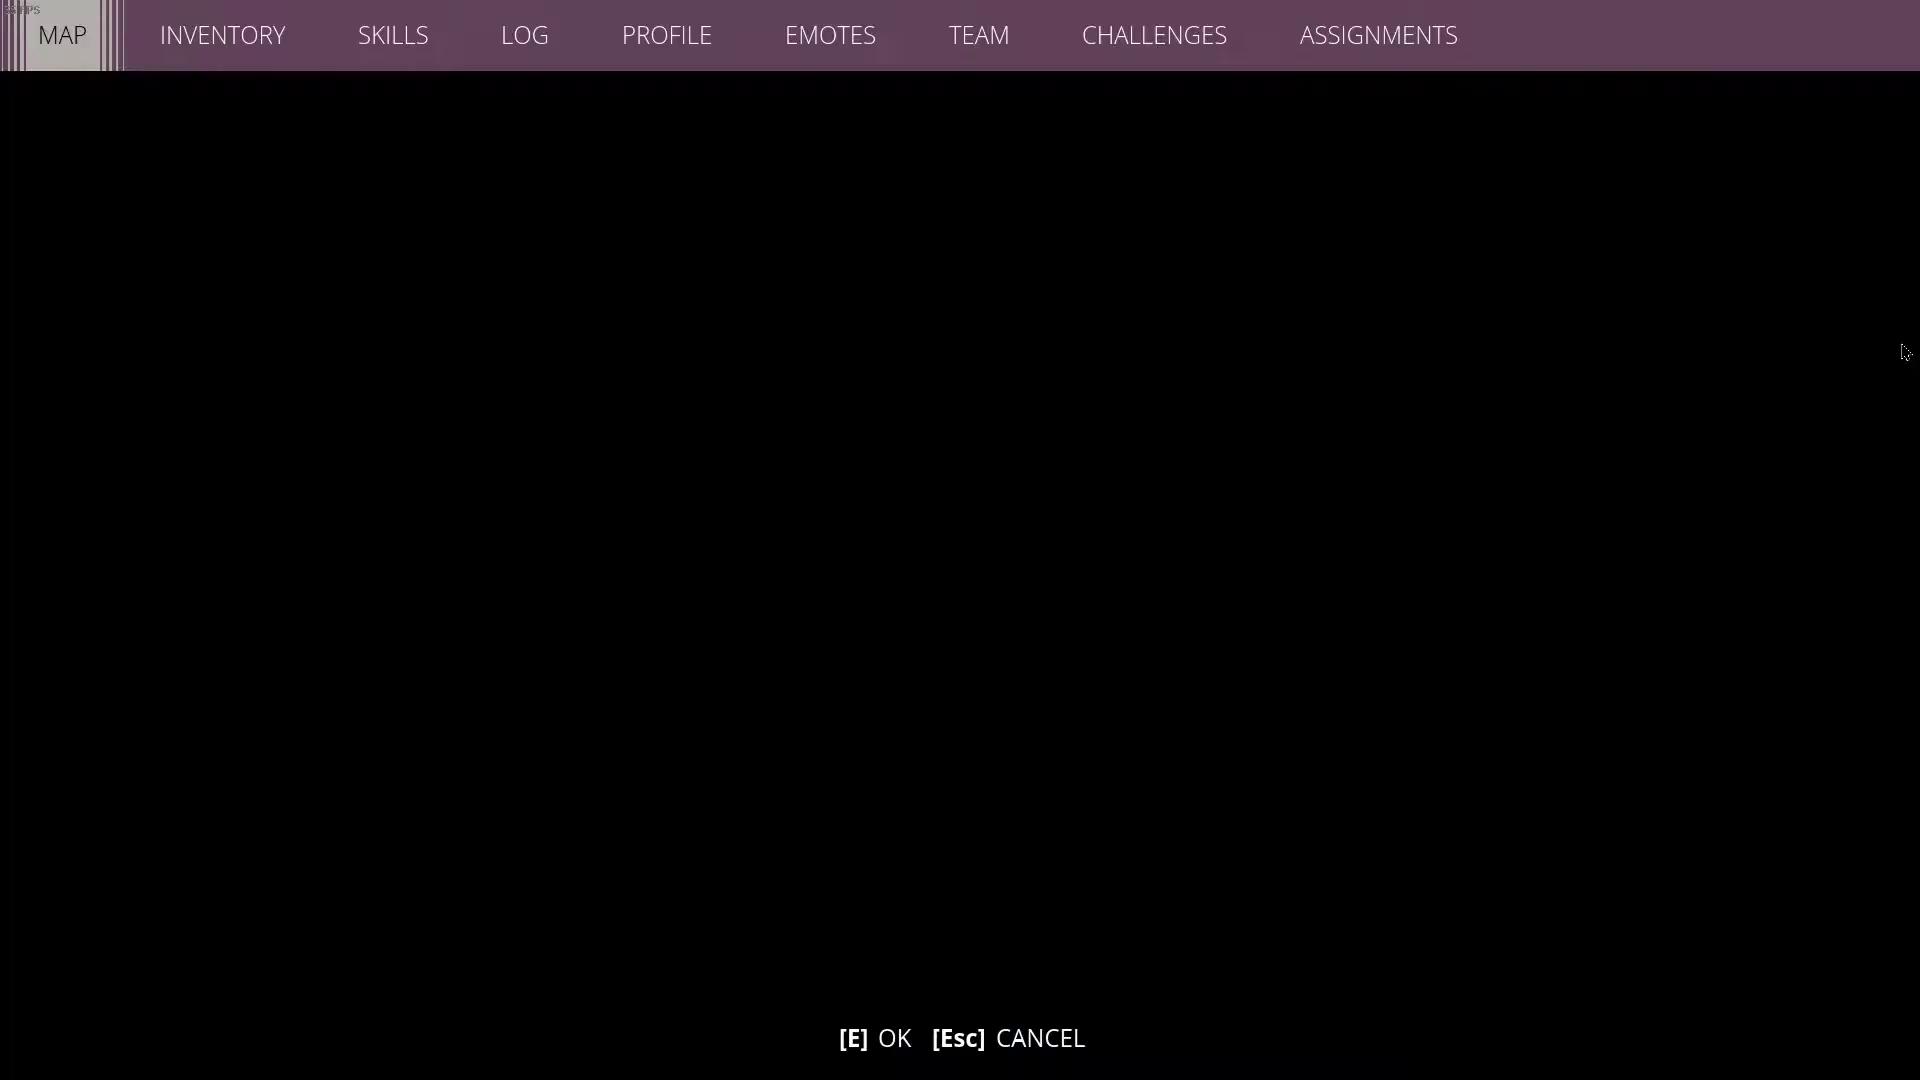 MAP INVENTORY SKILLS LOG PROFILE EMOTES TEAM CHALLENGES ASSIGNMENTS
[E] OK [Esc] CANCEL